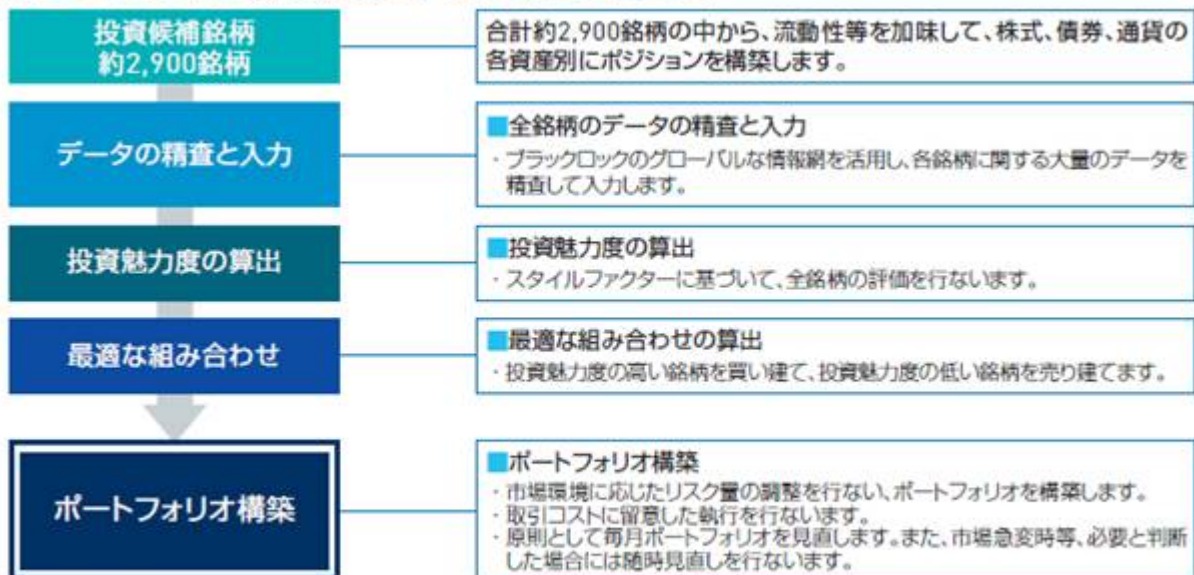 投資候補銘柄
約2,900銘柄
合計約2,900銘柄の中から、流動性等を加味して、株式、債券、通貨の
各資産別にポジションを構築します。
データの精査と入力
■全銘柄のデータの精査と入力
・ブラックロックのグローバルな情報網を活用し、各銘柄に関する大量のデータを
精査して入力します。
投資魅力度の算出
■投資魅力度の算出
・スタイルファクターに基づいて、全銘柄の評価を行ないます。
最適な組み合わせ
■最適な組み合わせの算出
・投資魅力度の高い銘柄を買い建て、投資魅力度の低い銘柄を売り建てます。
ポートフォリオ構築
■ポートフォリオ構築
・市場環境に応じたリスク量の調整を行ない、ポートフォリオを構築します。
・取引コストに留意した執行を行ないます。
・原則として毎月ポートフォリオを見直します。また、市場急変時等、必要と判断
した場合には随時見直しを行ないます。